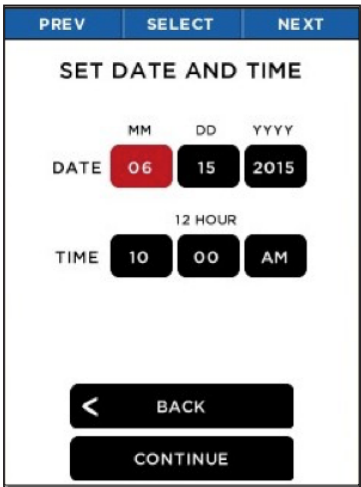 PREV SELECT NEXT
SET DATE AND TIME
MM DD YYYY
DATE 06 15 2015
12 HOUR
TIME 10 00 AM
< BACK
CONTINUE